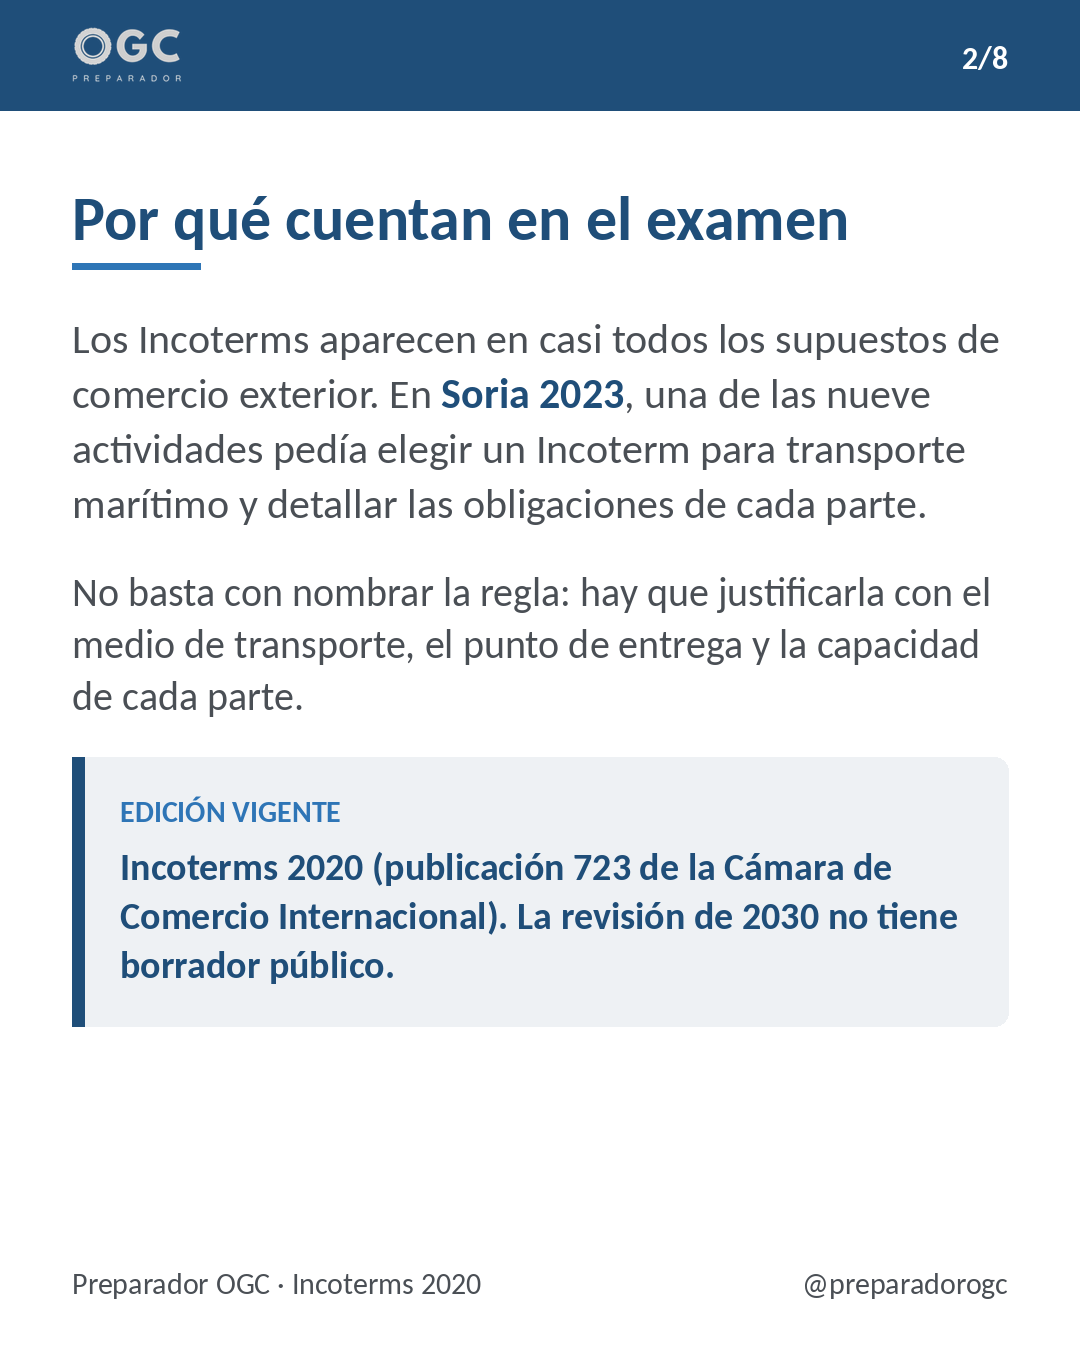 OGC
PREPARADOR
2/8
Por qué cuentan en el examen
Los Incoterms aparecen en casi todos los supuestos de
comercio exterior. En Soria 2023, una de las nueve
actividades pedía elegir un Incoterm para transporte
marítimo y detallar las obligaciones de cada parte.
No basta con nombrar la regla: hay que justificarla con el
medio de transporte, el punto de entrega y la capacidad
de cada parte.
EDICIÓN VIGENTE
Incoterms 2020 (publicación 723 de la Cámara de
Comercio Internacional). La revisión de 2030 no tiene
borrador público.
Preparador OGC · Incoterms 2020
@preparadorogc